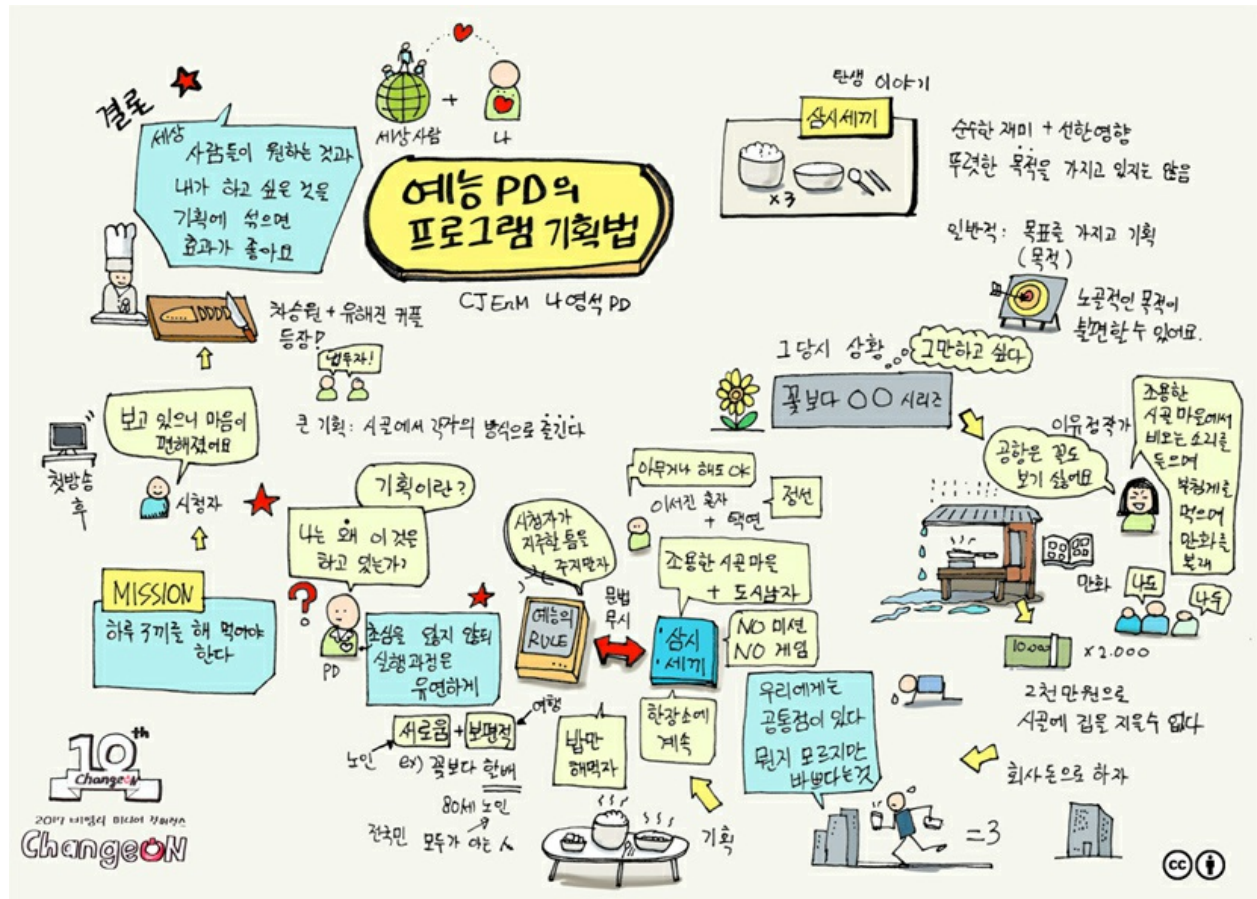 예능 PD의
프로그램 기획법
CJ EnM 나영석 PD
세상사람
+
나
탄생 이야기
삼시세끼
x3
순수한 재미 + 선한영향
뚜렷한 목적을 가지고 있지는 않음
일반적: 목표를 가지고 기획
(목적)
노골적인 목적이
불편할 수 있어요.
그 당시 상황
그만하고 싶다
꽃보다 ○○ 시리즈
이유정작가
공항은 꼴도
보기 싫어요
조용한
시골 마을에서
비오는 소리를
들으며
부침개를
먹으며
만화를
본래
만화
나도
나두
10,000
x 2.000
2천 만원으로
시골에 집을 지을 수 없다
회사 돈으로 하자
=3
우리에게는
공통점이 있다
뭔지 모르지만
바쁘다는 것
기획
한 장소에
계속
밥만
해먹자
삼시
세끼
NO 미션
NO 게임
조용한 시골 마을
+ 도시남자
아무거나 해도 OK
이서진 혼자
+ 택연
정선
문법
무시
예능의
RULE
시청자가
지루할 틈을
주지말자
기획이란?
나는 왜 이것을
하고 있는가?
?
PD
초심을 잃지 않되
실행 과정은
유연하게
새로움 + 보편적
여행
노인
ex) 꽃보다 할배
80세 노인
전국민 모두가 아는 人
MISSION
하루 3끼를 해 먹어야
한다
시청자
첫방송
후
보고 있으니 마음이
편해졌어요
큰 기획: 시골에서 각자의 방식으로 즐긴다
차승원 + 유해진 커플
등장!
냅두자!
결론
세상
사람들이 원하는 것과
내가 하고 싶은 것을
기획에 섞으면
효과가 좋아요
10th
ChangeON
2017 비영리 미디어 컨퍼런스
ChangeON
cc